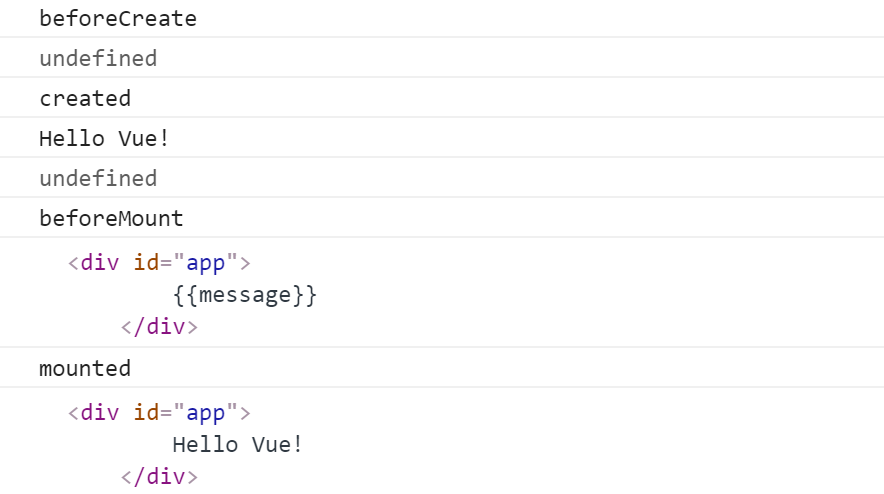 beforeCreate
undefined
created
Hello Vue!
undefined
beforeMount
<div id="app">
{{message}}
</div>
mounted
<div id="app">
Hello Vue!
</div>